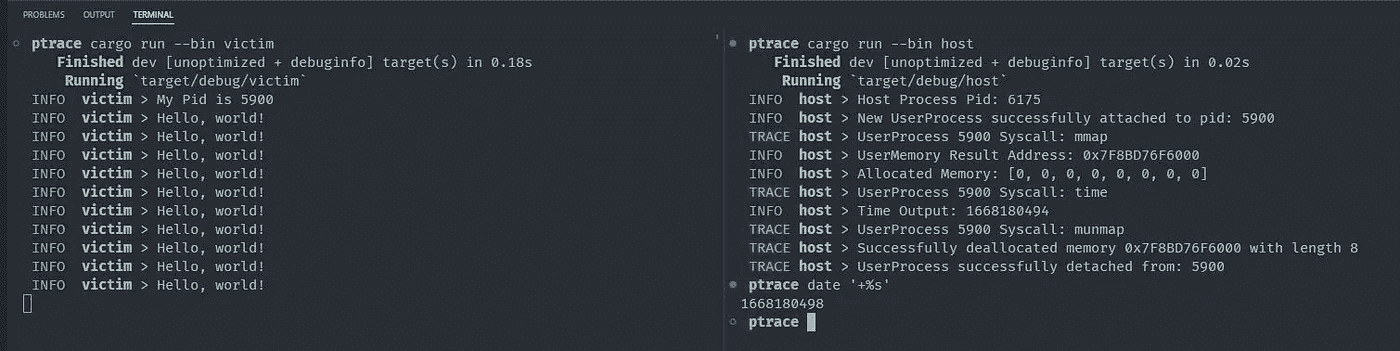 PROBLEMS OUTPUT TERMINAL
ptrace cargo run --bin victim
Finished dev [unoptimized + debuginfo] target(s) in 0.18s
Running `target/debug/victim`
INFO victim > My Pid is 5900
INFO victim > Hello, world!
INFO victim > Hello, world!
INFO victim > Hello, world!
INFO victim > Hello, world!
INFO victim > Hello, world!
INFO victim > Hello, world!
INFO victim > Hello, world!
INFO victim > Hello, world!
INFO victim > Hello, world!
INFO victim > Hello, world!
ptrace cargo run --bin host
Finished dev [unoptimized + debuginfo] target(s) in 0.02s
Running `target/debug/host`
INFO host > Host Process Pid: 6175
INFO host > New UserProcess successfully attached to pid: 5900
TRACE host > UserProcess 5900 Syscall: mmap
INFO host > UserMemory Result Address: 0x7F8BD76F6000
INFO host > Allocated Memory: [0, 0, 0, 0, 0, 0, 0, 0]
TRACE host > UserProcess 5900 Syscall: time
INFO host > Time Output: 1668180494
TRACE host > UserProcess 5900 Syscall: munmap
TRACE host > Successfully deallocated memory 0x7F8BD76F6000 with length 8
TRACE host > UserProcess successfully detached from: 5900
ptrace date '+%s'
1668180498
ptrace